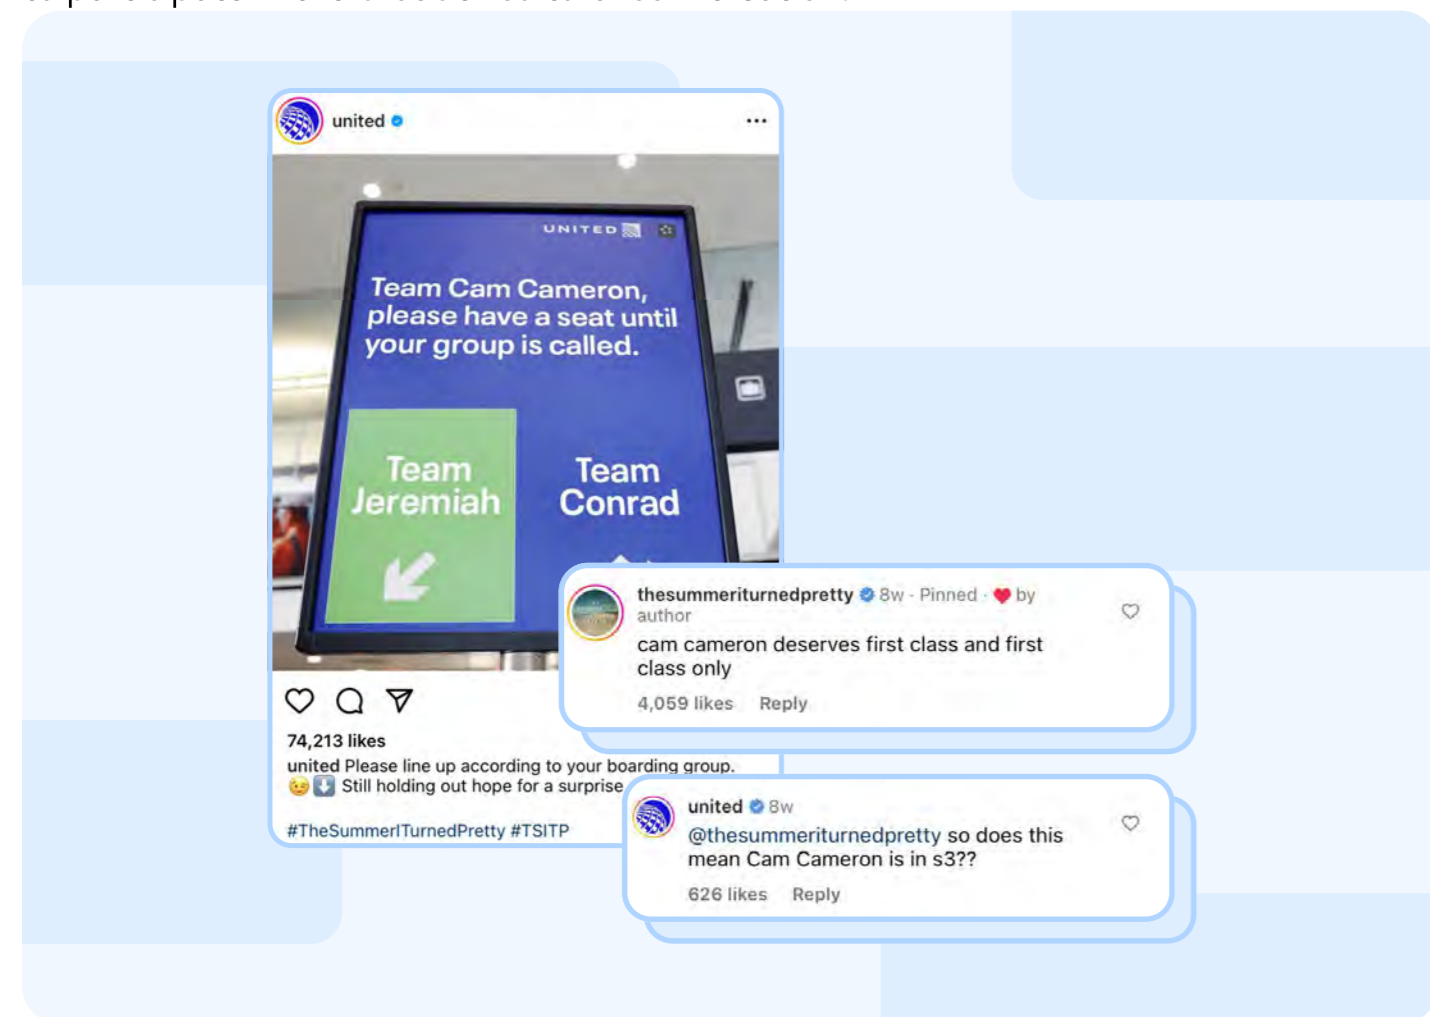 united
UNITED
Team Cam Cameron,
please have a seat until
your group is called.
Team
Jeremiah
Team
Conrad
thesummeriturnedpretty 8w · Pinned · ❤️ by
author
cam cameron deserves first class and first
class only
4,059 likes Reply
74,213 likes
united Please line up according to your boarding group.
😉⬇️ Still holding out hope for a surprise
#TheSummerITurnedPretty #TSITP
united 8w
@thesummeriturnedpretty so does this
mean Cam Cameron is in s3??
626 likes Reply